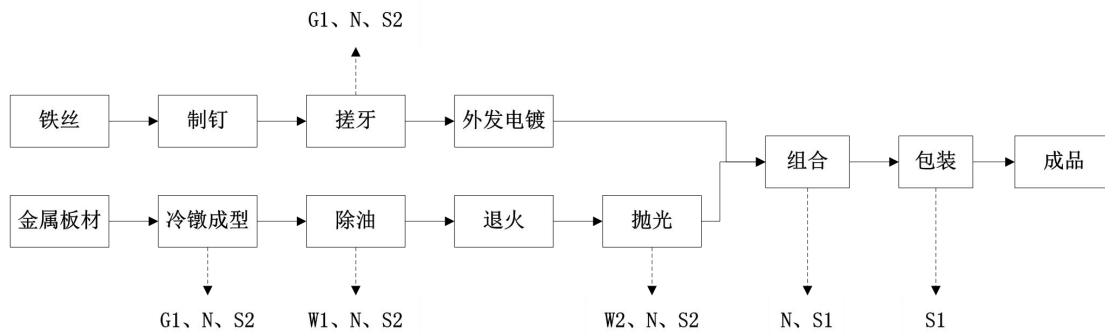 G1、N、S2
铁丝
制钉
搓牙
外发电镀
组合
包装
成品
金属板材
冷镦成型
除油
退火
抛光
G1、N、S2
W1、N、S2
W2、N、S2
N、S1
S1